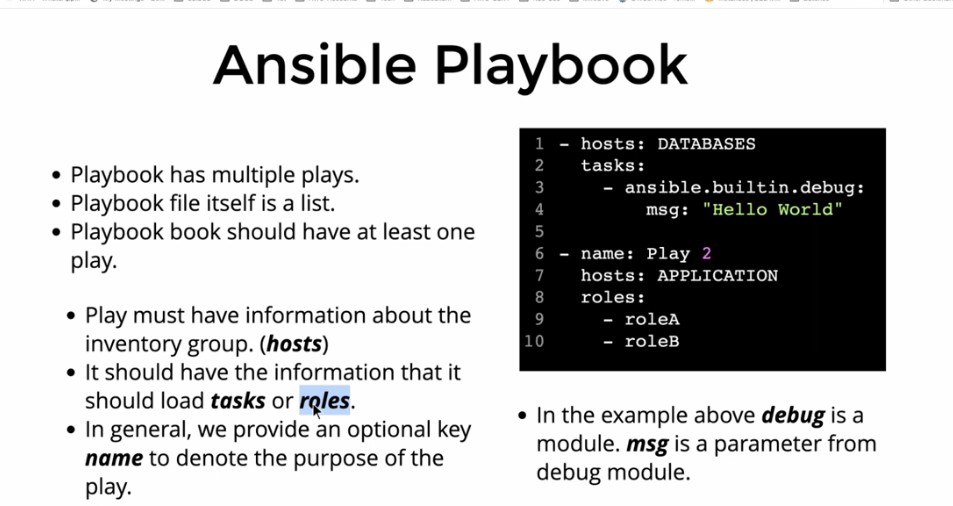 Ansible Playbook
• Playbook has multiple plays.
• Playbook file itself is a list.
• Playbook book should have at least one
play.
• Play must have information about the
inventory group. (hosts)
• It should have the information that it
should load tasks or roles.
• In general, we provide an optional key
name to denote the purpose of the
play.
1 - hosts: DATABASES
2   tasks:
3     - ansible.builtin.debug:
4         msg: "Hello World"
5
6 - name: Play 2
7   hosts: APPLICATION
8   roles:
9     - roleA
10    - roleB
• In the example above debug is a
module. msg is a parameter from
debug module.